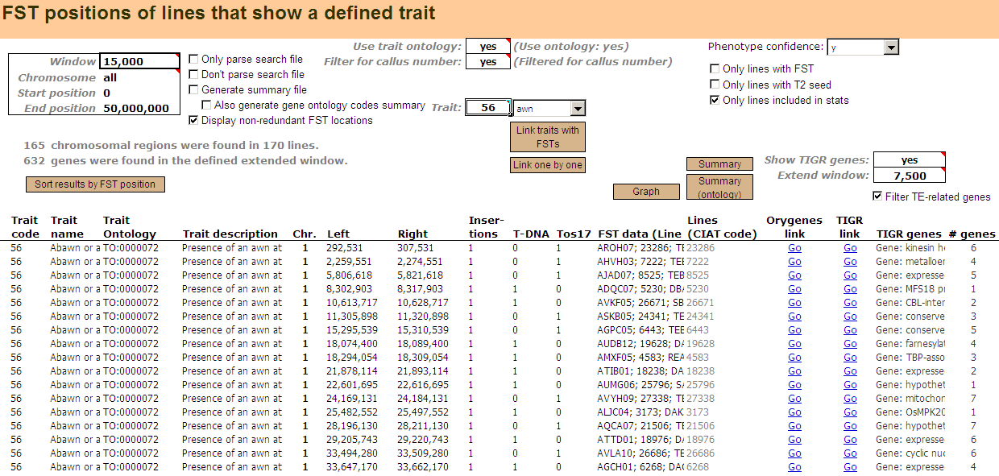 FST positions of lines that show a defined trait
Use trait ontology: yes (Use ontology: yes)
Filter for callus number: yes (Filtered for callus number)
Phenotype confidence: y
Window 15,000
Chromosome all
Start position 0
End position 50,000,000
Only parse search file
Don't parse search file
Generate summary file
Also generate gene ontology codes summary
Display non-redundant FST locations
Trait: 56 awn
Only lines with FST
Only lines with T2 seed
Only lines included in stats
Link traits with
FSTs
Link one by one
165 chromosomal regions were found in 170 lines.
632 genes were found in the defined extended window.
Sort results by FST position
Graph
Summary
Summary
(ontology)
Show TIGR genes: yes
Extend window: 7,500
Filter TE-related genes
Trait code Trait name Trait Ontology Trait description Chr. Left Right Inser-tions T-DNA Tos17 FST data (Line Lines (CIAT code) Orygenes link TIGR link TIGR genes # genes
56 Abawn or a TO:0000072 Presence of an awn at 1 292,531 307,531 1 0 1 AROH07; 23286; TE 23286 Go Go Gene: kinesin he 6
56 Abawn or a TO:0000072 Presence of an awn at 1 2,259,551 2,274,551 1 0 1 AHVH03; 7222; TEE 7222 Go Go Gene: metalloer 4
56 Abawn or a TO:0000072 Presence of an awn at 1 5,806,618 5,821,618 1 0 1 AJAD07; 8525; TEB 8525 Go Go Gene: expresse 5
56 Abawn or a TO:0000072 Presence of an awn at 1 8,302,903 8,317,903 1 1 0 ADQC07; 5230; DBA 5230 Go Go Gene: MFS18 pr 1
56 Abawn or a TO:0000072 Presence of an awn at 1 10,613,717 10,628,717 1 1 0 AVKF05; 26671; SB 26671 Go Go Gene: CBL-inter 2
56 Abawn or a TO:0000072 Presence of an awn at 1 11,305,898 11,320,898 1 0 1 ASKB05; 24341; TE 24341 Go Go Gene: conserve 3
56 Abawn or a TO:0000072 Presence of an awn at 1 15,295,539 15,310,539 1 0 1 AGPC05; 6443; TEE 6443 Go Go Gene: conserve 5
56 Abawn or a TO:0000072 Presence of an awn at 1 18,074,400 18,089,400 1 1 0 AUDB12; 19628; DA 19628 Go Go Gene: farnesylat 4
56 Abawn or a TO:0000072 Presence of an awn at 1 18,294,054 18,309,054 1 1 0 AMXF05; 4583; REA 4583 Go Go Gene: TBP-asso 3
56 Abawn or a TO:0000072 Presence of an awn at 1 21,878,114 21,893,114 1 1 0 ATIB01; 18238; DA 18238 Go Go Gene: expresse 2
56 Abawn or a TO:0000072 Presence of an awn at 1 22,601,695 22,616,695 1 1 0 AUMG06; 25796; SA 25796 Go Go Gene: hypothet 1
56 Abawn or a TO:0000072 Presence of an awn at 1 24,169,131 24,184,131 1 0 1 AVYH09; 27338; TE 27338 Go Go Gene: mitochon 7
56 Abawn or a TO:0000072 Presence of an awn at 1 25,482,552 25,497,552 1 1 0 ALJC04; 3173; DAK 3173 Go Go Gene: OsMPK20 1
56 Abawn or a TO:0000072 Presence of an awn at 1 28,196,130 28,211,130 1 0 1 AQCA07; 21506; TE 21506 Go Go Gene: hypothet 7
56 Abawn or a TO:0000072 Presence of an awn at 1 29,205,743 29,220,743 1 1 0 ATTD01; 18976; DA 18976 Go Go Gene: expresse 6
56 Abawn or a TO:0000072 Presence of an awn at 1 33,494,280 33,509,280 1 0 1 AVLA10; 26686; TE 26686 Go Go Gene: cyclic nuc 6
56 Abawn or a TO:0000072 Presence of an awn at 1 33,647,170 33,662,170 1 1 0 AGCH01; 6268; DAC 6268 Go Go Gene: expresse 4